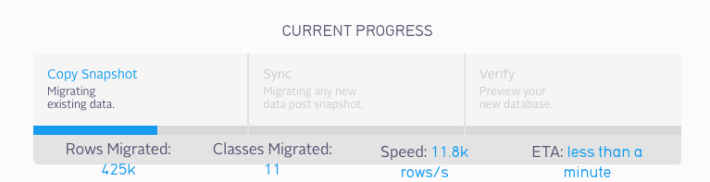 CURRENT PROGRESS
Copy Snapshot
Migrating
existing data.
Sync
Migrating any new
data post snapshot.
Verify
Preview your
new database.
Rows Migrated:
425k
Classes Migrated:
11
Speed: 11.8k
rows/s
ETA: less than a
minute